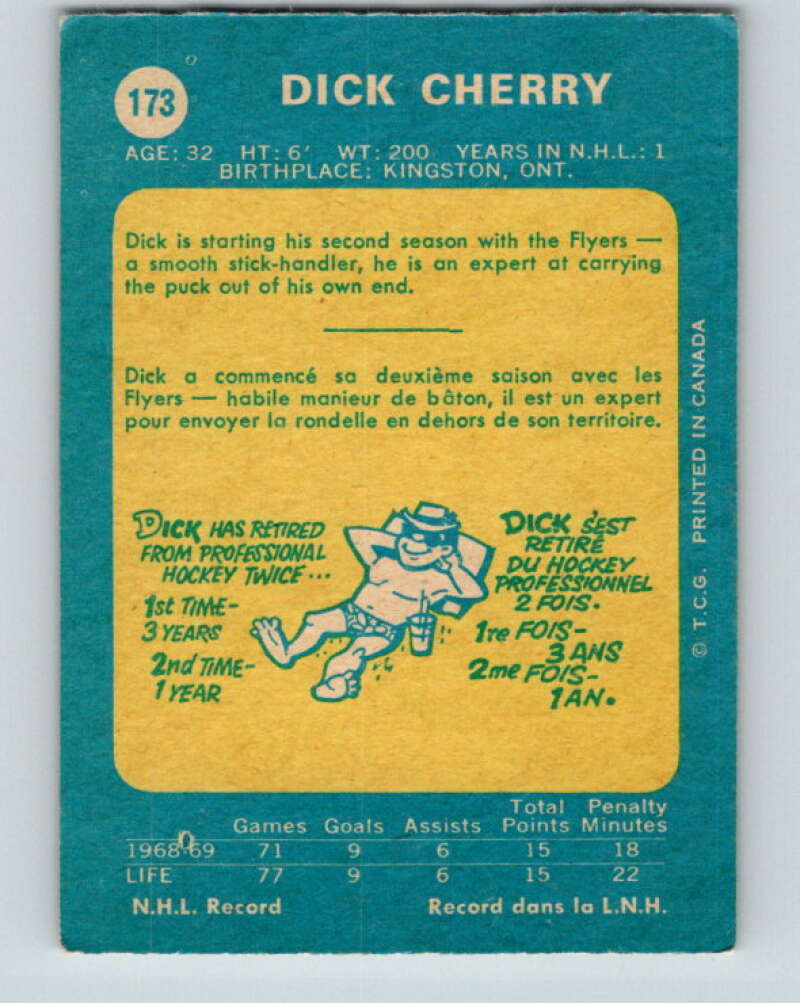 173
DICK CHERRY
AGE: 32 HT: 6' WT: 200 YEARS IN N.H.L.: 1
BIRTHPLACE: KINGSTON, ONT.
Dick is starting his second season with the Flyers —
a smooth stick-handler, he is an expert at carrying
the puck out of his own end.
Dick a commencé sa deuxième saison avec les
Flyers — habile manieur de bâton, il est un expert
pour envoyer la rondelle en dehors de son territoire.
DICK HAS RETIRED
FROM PROFESSIONAL
HOCKEY TWICE...
1st TIME-
3 YEARS
2nd TIME-
1 YEAR
DICK S'EST
RETIRÉ
DU HOCKEY
PROFESSIONNEL
2 FOIS.
1re FOIS-
3 ANS
2me FOIS-
1 AN.
© T.C.G. PRINTED IN CANADA
Total Penalty
Games Goals Assists Points Minutes
1968-69 71 9 6 15 18
LIFE 77 9 6 15 22
N.H.L. Record Record dans la L.N.H.